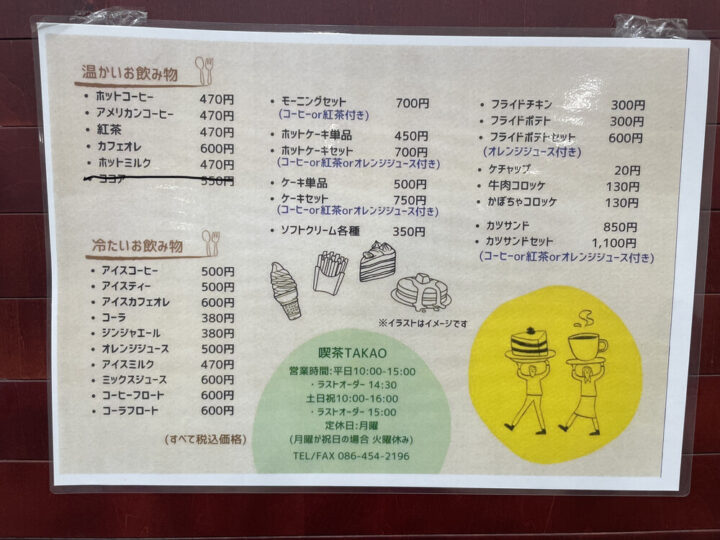 温かいお飲み物
・ホットコーヒー 470円
・アメリカンコーヒー 470円
・紅茶 470円
・カフェオレ 600円
・ホットミルク 470円
・ココア 550円
冷たいお飲み物
・アイスコーヒー 500円
・アイスティー 500円
・アイスカフェオレ 600円
・コーラ 380円
・ジンジャエール 380円
・オレンジジュース 500円
・アイスミルク 470円
・ミックスジュース 600円
・コーヒーフロート 600円
・コーラフロート 600円
(すべて税込価格)
・モーニングセット 700円
(コーヒーor紅茶付き)
・ホットケーキ単品 450円
・ホットケーキセット 700円
(コーヒーor紅茶orオレンジジュース付き)
・ケーキ単品 500円
・ケーキセット 750円
(コーヒーor紅茶orオレンジジュース付き)
・ソフトクリーム各種 350円
・フライドチキン 300円
・フライドポテト 300円
・フライドポテトセット 600円
(オレンジジュース付き)
・ケチャップ 20円
・牛肉コロッケ 130円
・かぼちゃコロッケ 130円
・カツサンド 850円
・カツサンドセット 1,100円
(コーヒーor紅茶orオレンジジュース付き)
※イラストはイメージです
喫茶TAKAO
営業時間:平日10:00-15:00
・ラストオーダー 14:30
土日祝10:00-16:00
・ラストオーダー 15:00
定休日:月曜
(月曜が祝日の場合 火曜休み)
TEL/FAX 086-454-2196